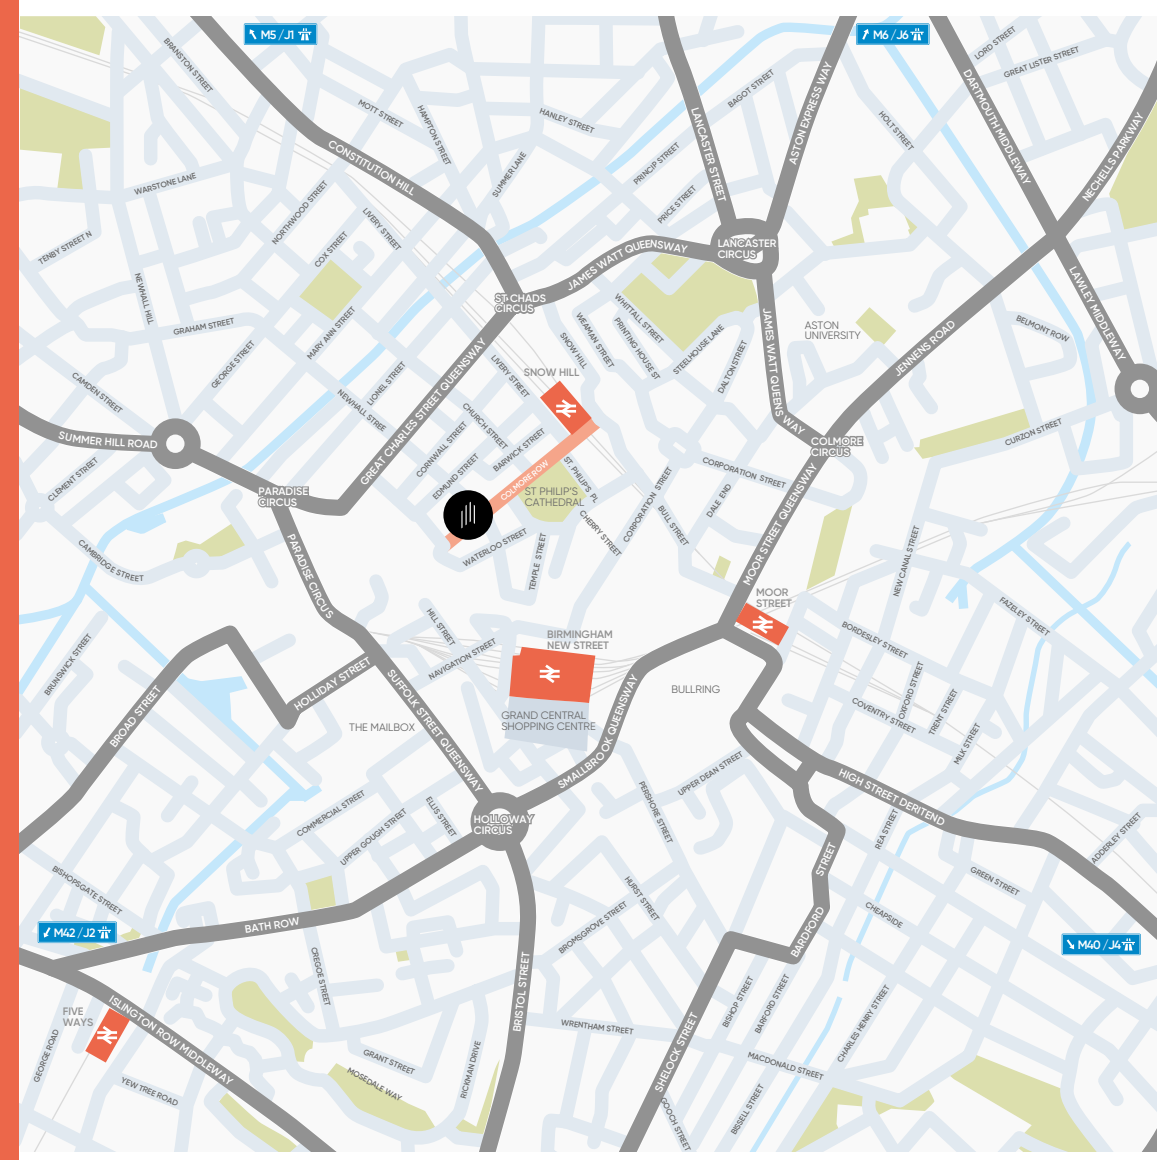 M5 / J1
M6 / J6
LORD STREET
GREAT LISTER STREET
BRANSTON STREET
MOTT STREET
HAMPTON STREET
HANLEY STREET
BAGOT STREET
LANCASTER STREET
ASTON EXPRESS WAY
DARTMOUTH MIDDLEWAY
HOLT STREET
NECHELLS PARKWAY
CONSTITUTION HILL
SUMMER LANE
PRINCIP STREET
PRICE STREET
WARSTONE LANE
NORTHWOOD STREET
LIVERY STREET
COX STREET
TENBY STREET N
LANCASTER
CIRCUS
JAMES WATT QUEENSWAY
ST CHADS
CIRCUS
NEWHALL HILL
GRAHAM STREET
MARY ANN STREET
GEORGE STREET
WHITTALL STREET
WEAMAN STREET
PRINTING HOUSE ST
STEELHOUSE LANE
SNOW HILL
DALTON STREET
JAMES WATT QUEENS WAY
ASTON
UNIVERSITY
JENNENS ROAD
BELMONT ROW
LAWLEY MIDDLEWAY
CAMDEN STREET
LIONEL STREET
NEWHALL STREE
LIVERY STREET
SNOW HILL
GREAT CHARLES STREET QUEENSWAY
CHURCH STREET
CORNWALL STREET
BARWICK STREET
EDMUND STREET
COLMORE ROW
ST. PHILIPS PL
ST PHILIP'S
CATHEDRAL
SUMMER HILL ROAD
CLEMENT STREET
PARADISE
CIRCUS
COLMORE
CIRCUS
CURZON STREET
CORPORATION STREET
CORPORATION STREET
DALE END
BULL STREET
CHERRY STREET
WATERLOO STREET
TEMPLE STREET
MOOR STREET QUEENSWAY
NEW CANAL STREET
CAMBRIDGE STREET
PARADISE CIRCUS
MOOR
STREET
FAZELEY STREET
BORDESLEY STREET
HILL STREET
NAVIGATION STREET
BIRMINGHAM
NEW STREET
BRUNSWICK STREET
BROAD STREET
HOLLIDAY STREET
THE MAILBOX
SUFFOLK STREET QUEENSWAY
GRAND CENTRAL
SHOPPING CENTRE
BULLRING
SMALLBROOK QUEENSWAY
OXFORD STREET
COVENTRY STREET
TRENT STREET
MILK STREET
UPPER DEAN STREET
PERSHORE STREET
HIGH STREET DERITEND
COMMERCIAL STREET
UPPER GOUGH STREET
ELLIS STREET
HOLLOWAY
CIRCUS
REA STREET
ADDERLEY STREET
GREEN STREET
CHEAPSIDE
BARDFORD
STREET
BISHOPSGATE STREET
M42 / J2
BATH ROW
HURST STREET
BROMSGROVE STREET
M40 / J4
CREGOE STREET
BRISTOL STREET
FIVE
WAYS
ISLINGTON ROW MIDDLEWAY
GEORGE ROAD
YEW TREE ROAD
GRANT STREET
MOSEDALE WAY
RICKMAN DRIVE
WRENTHAM STREET
SHELOCK STREET
BISHOP STREET
BARFORD STREET
CHARLES HENRY STREET
MACDONALD STREET
BISSELL STREET
GOOCH STREET